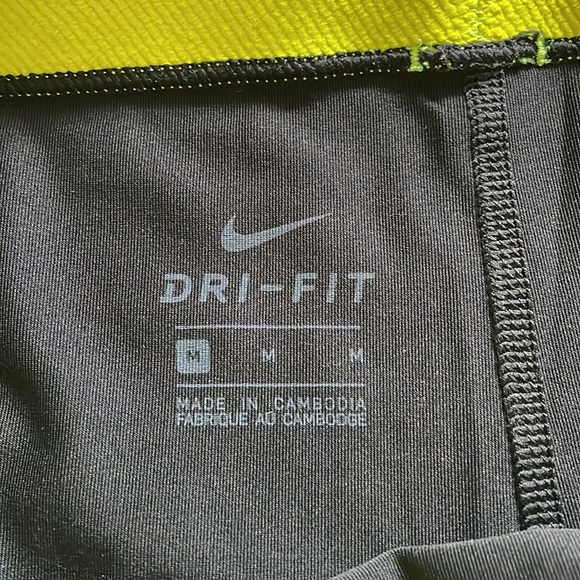 DRI-FIT
M M M
MADE IN CAMBODIA
FABRIQUE AU CAMBODGE